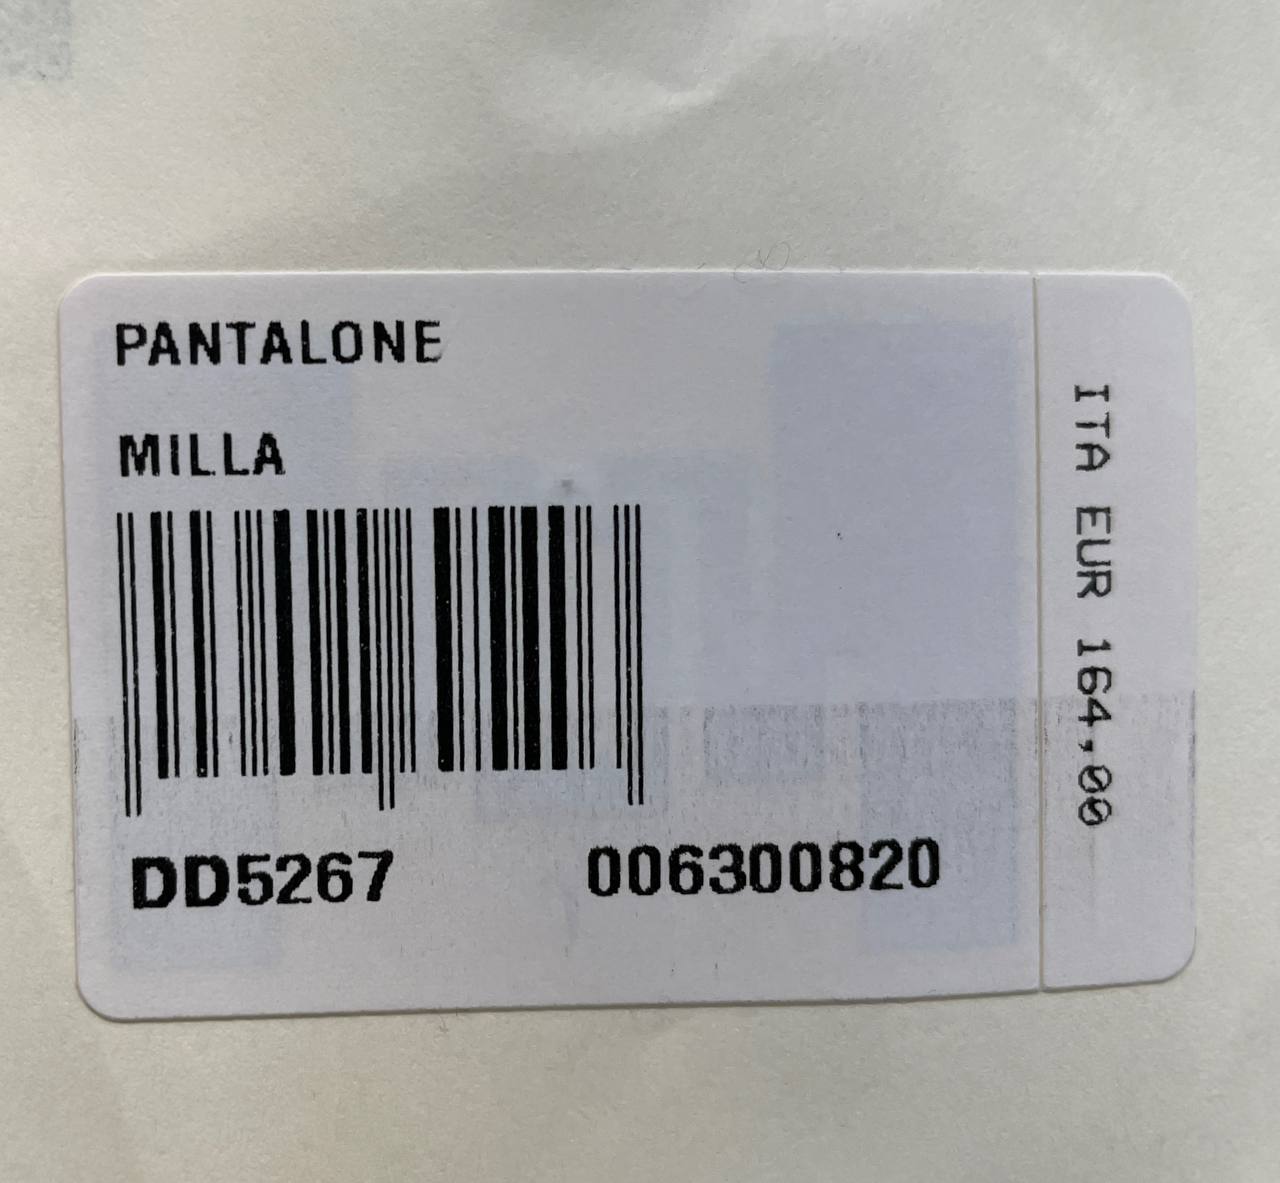 PANTALONE
MILLA
DD5267 006300820
ITA EUR 164,00